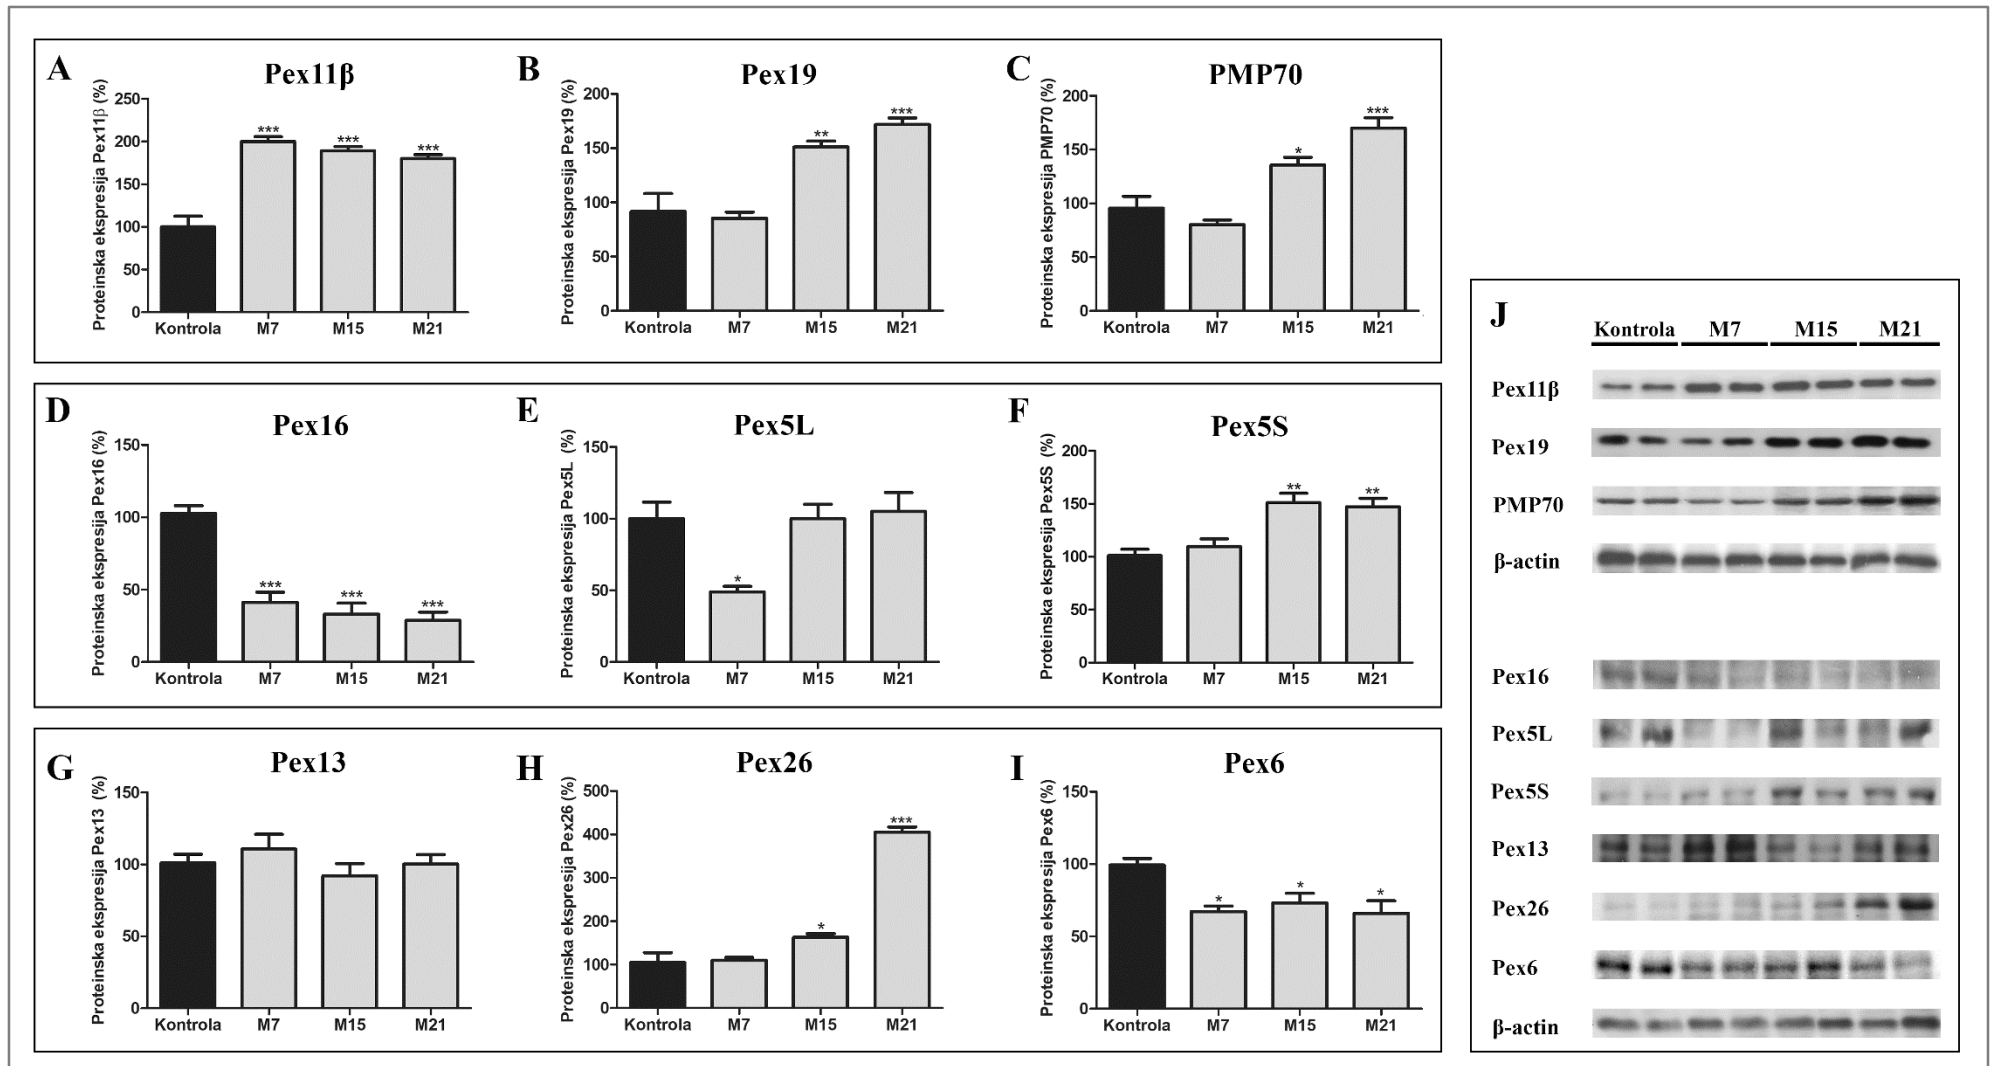 A
Pex11β
Proteinska ekspresija Pex11β (%)
250
200
150
100
50
0
***
***
***
Kontrola M7 M15 M21
B
Pex19
Proteinska ekspresija Pex19 (%)
200
150
100
50
0
**
***
Kontrola M7 M15 M21
C
PMP70
Proteinska ekspresija PMP70 (%)
200
150
100
50
0
*
***
Kontrola M7 M15 M21
D
Pex16
Proteinska ekspresija Pex16 (%)
150
100
50
0
***
***
***
Kontrola M7 M15 M21
E
Pex5L
Proteinska ekspresija Pex5L (%)
150
100
50
0
*
Kontrola M7 M15 M21
F
Pex5S
Proteinska ekspresija Pex5S (%)
200
150
100
50
0
**
**
Kontrola M7 M15 M21
G
Pex13
Proteinska ekspresija Pex13 (%)
150
100
50
0
Kontrola M7 M15 M21
H
Pex26
Proteinska ekspresija Pex26 (%)
500
400
300
200
100
0
*
***
Kontrola M7 M15 M21
I
Pex6
Proteinska ekspresija Pex6 (%)
150
100
50
0
*
*
*
Kontrola M7 M15 M21
J
Kontrola M7 M15 M21
Pex11β
Pex19
PMP70
β-actin
Pex16
Pex5L
Pex5S
Pex13
Pex26
Pex6
β-actin